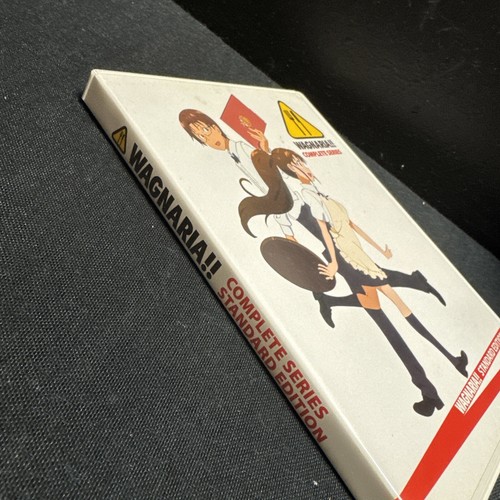 WAGNARIA!!
COMPLETE SERIES
STANDARD EDITION
WAGNARIA!!
COMPLETE SERIES
WAGNARIA!! STANDARD EDITION